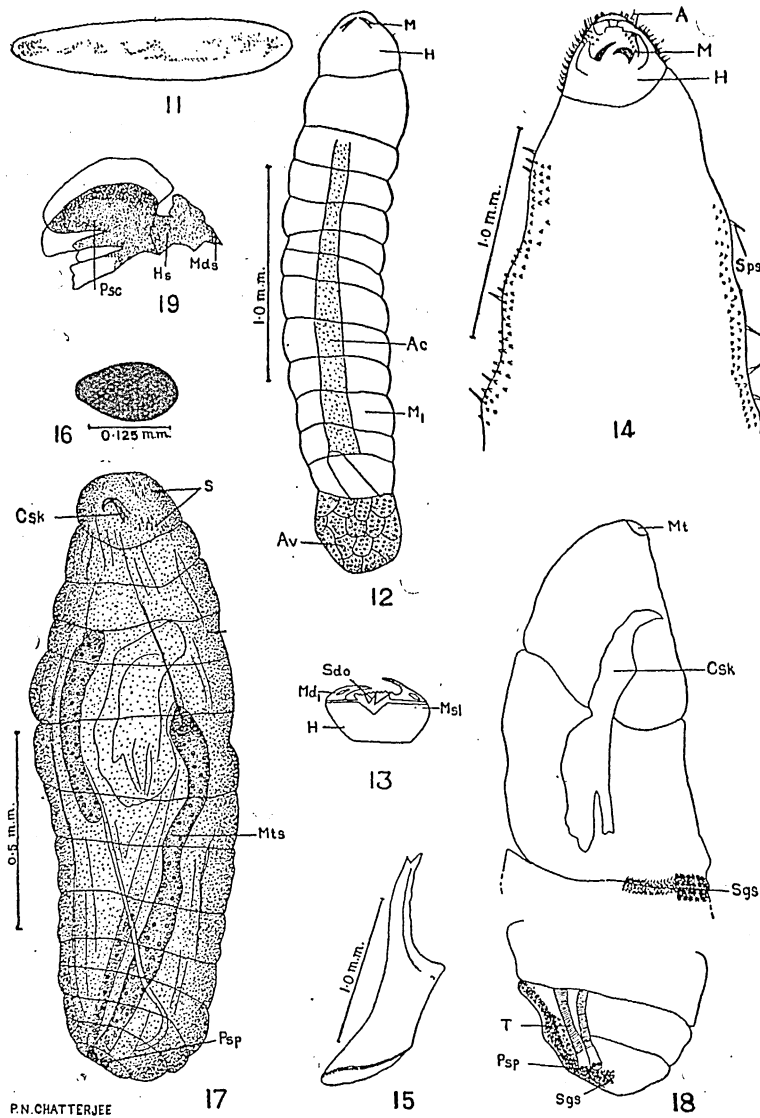 11
M
H
1.0 m.m.
Ac
M1
Av
12
A
M
H
1.0 m.m.
Sps
14
Psc
Hs
Mds
19
16
0.125 m.m.
S
Csk
0.5 m.m.
Mts
Psp
17
Sdo
Md
Msl
H
13
1.0 m.m.
15
Mt
Csk
Sgs
T
Psp
Sgs
18
P.N.CHATTERJEE